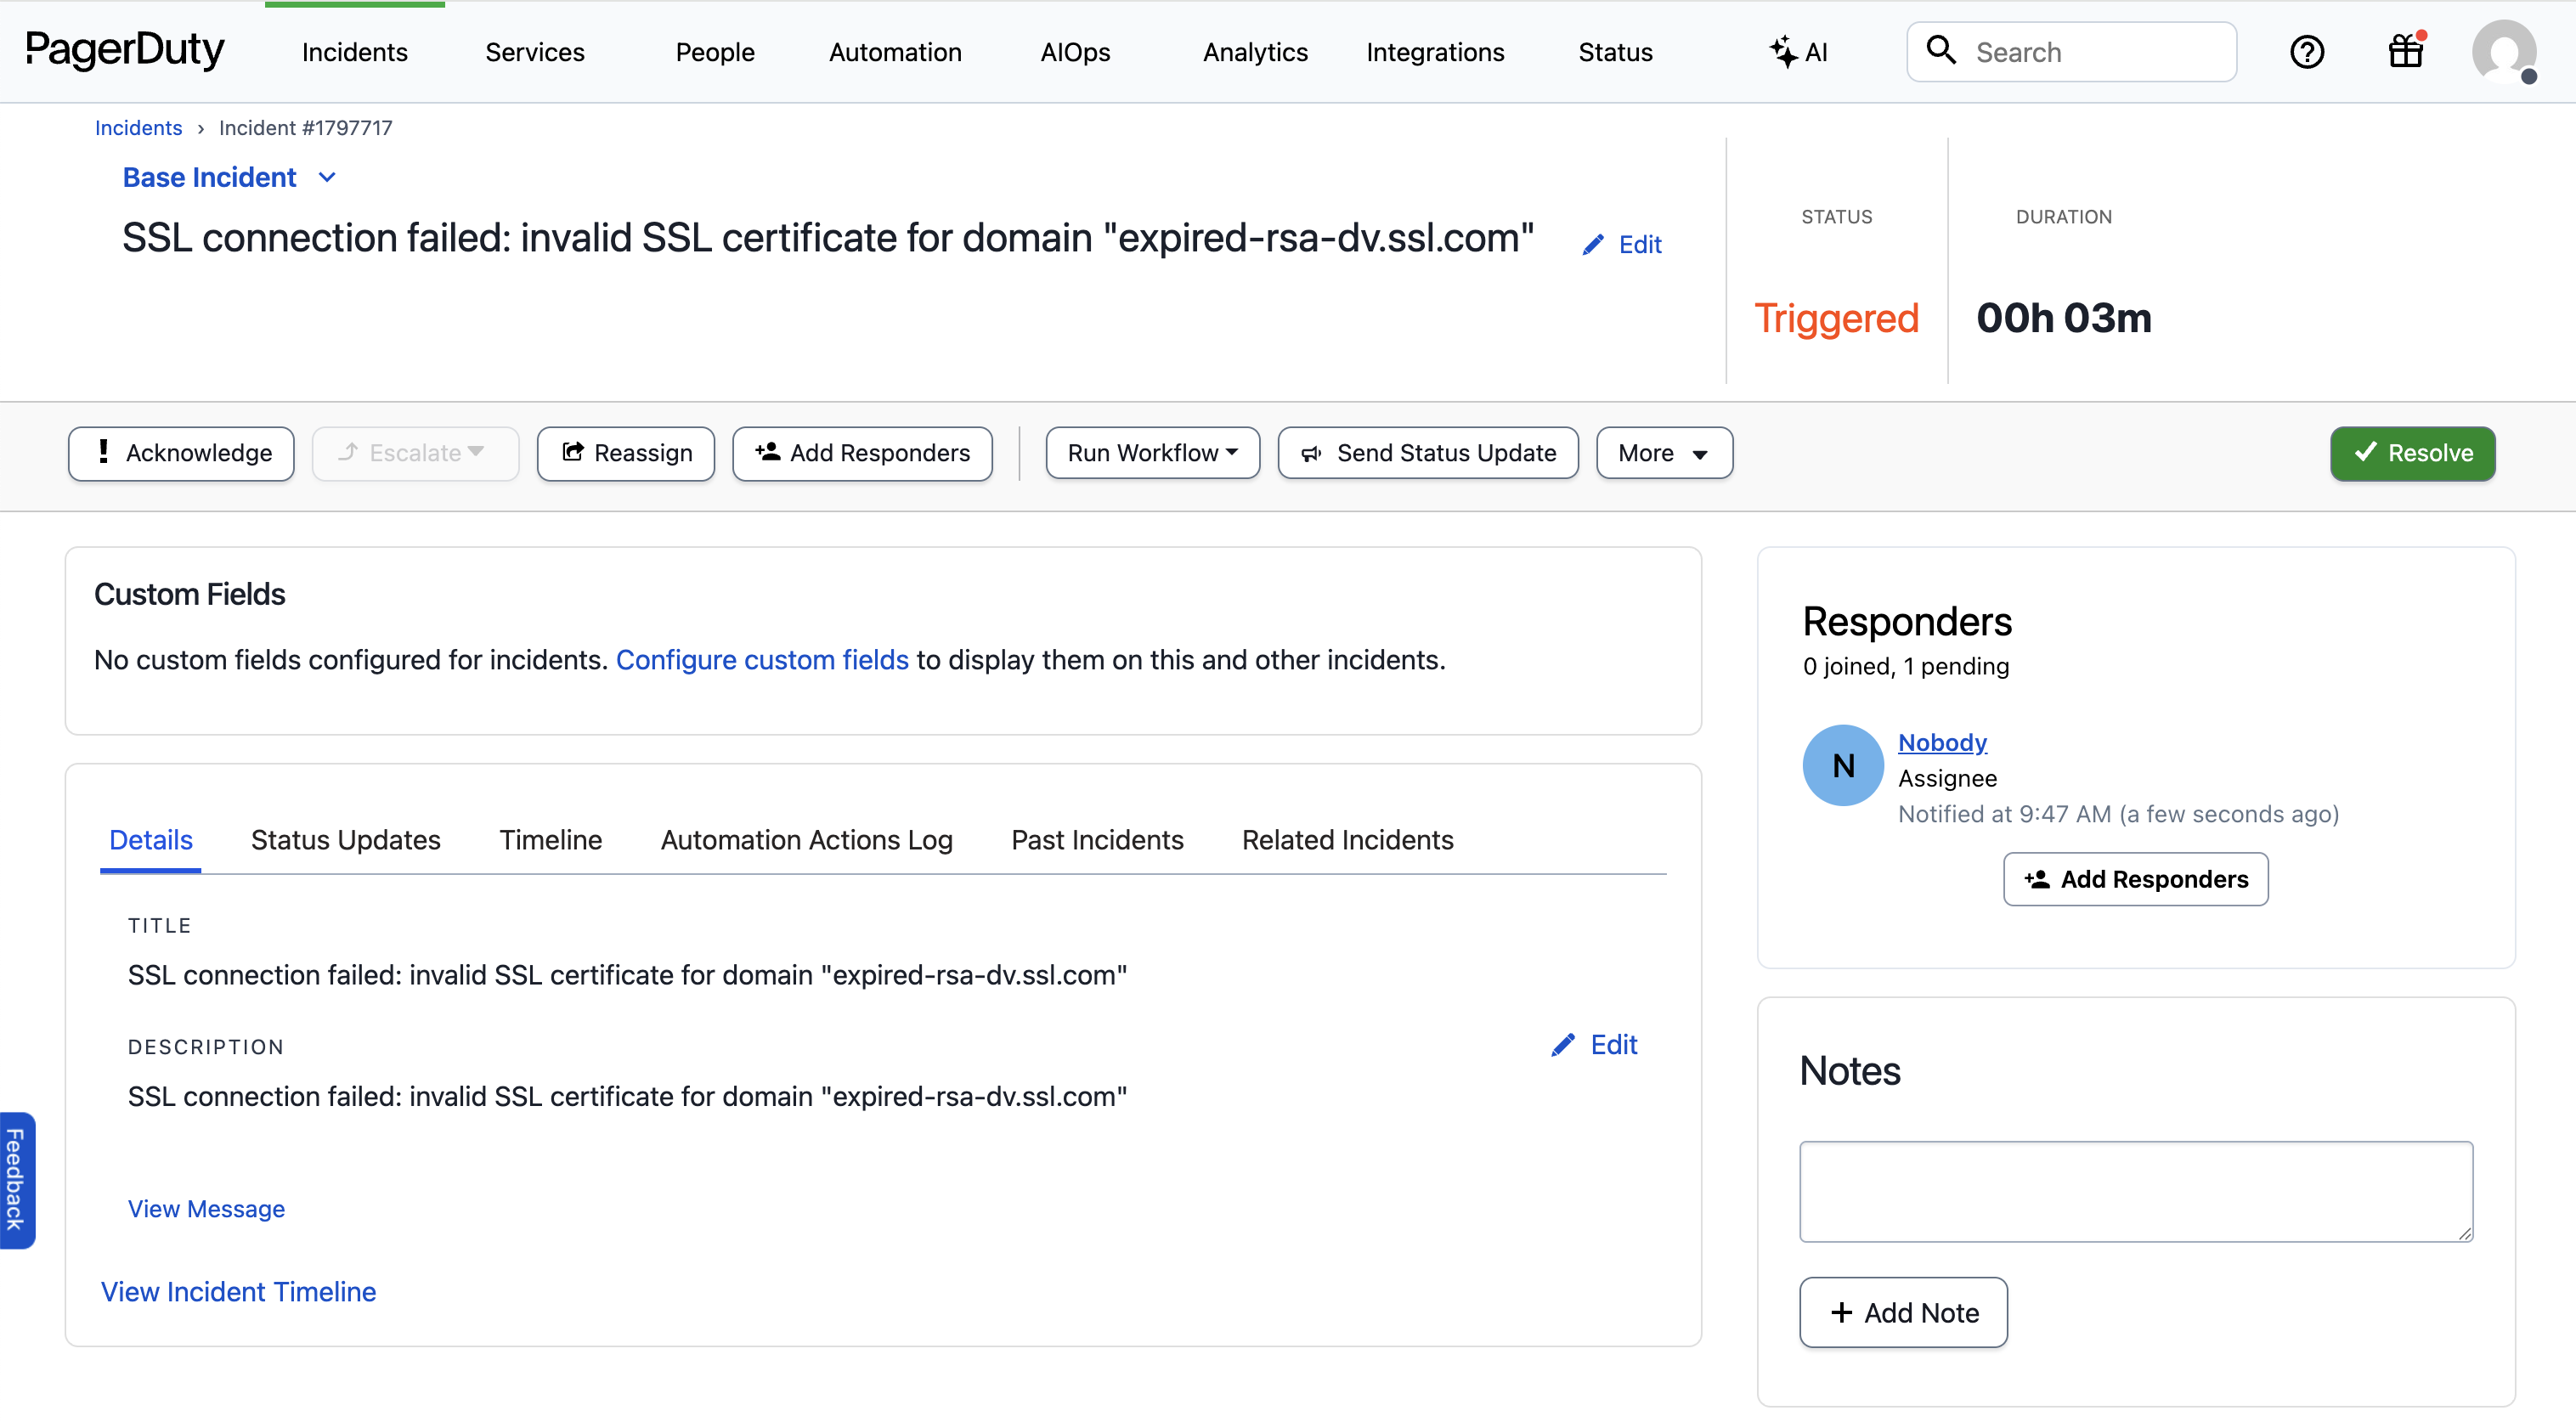 PagerDuty
Incidents Services People Automation AIOps Analytics Integrations Status AI Search
Incidents › Incident #1797717
Base Incident
SSL connection failed: invalid SSL certificate for domain "expired-rsa-dv.ssl.com" Edit
STATUS
Triggered
DURATION
00h 03m
Acknowledge Escalate Reassign Add Responders Run Workflow Send Status Update More Resolve
Custom Fields
No custom fields configured for incidents. Configure custom fields to display them on this and other incidents.
Details Status Updates Timeline Automation Actions Log Past Incidents Related Incidents
TITLE
SSL connection failed: invalid SSL certificate for domain "expired-rsa-dv.ssl.com"
DESCRIPTION
Edit
SSL connection failed: invalid SSL certificate for domain "expired-rsa-dv.ssl.com"
View Message
View Incident Timeline
Responders
0 joined, 1 pending
N
Nobody
Assignee
Notified at 9:47 AM (a few seconds ago)
Add Responders
Notes
+ Add Note
Feedback